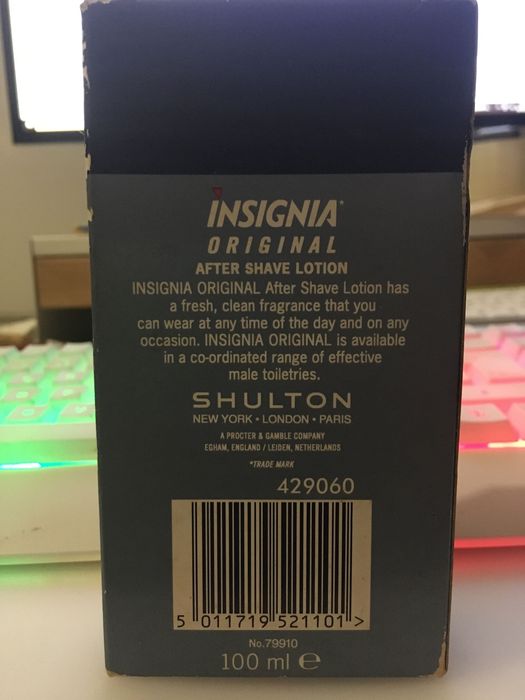 INSIGNIA®
ORIGINAL
AFTER SHAVE LOTION
INSIGNIA ORIGINAL After Shave Lotion has
a fresh, clean fragrance that you
can wear at any time of the day and on any
occasion. INSIGNIA ORIGINAL is available
in a co-ordinated range of effective
male toiletries.
SHULTON
NEW YORK • LONDON • PARIS
A PROCTER & GAMBLE COMPANY
EGHAM, ENGLAND / LEIDEN, NETHERLANDS
*TRADE MARK
429060
5 011719 521101 >
No.79910
100 ml ℮